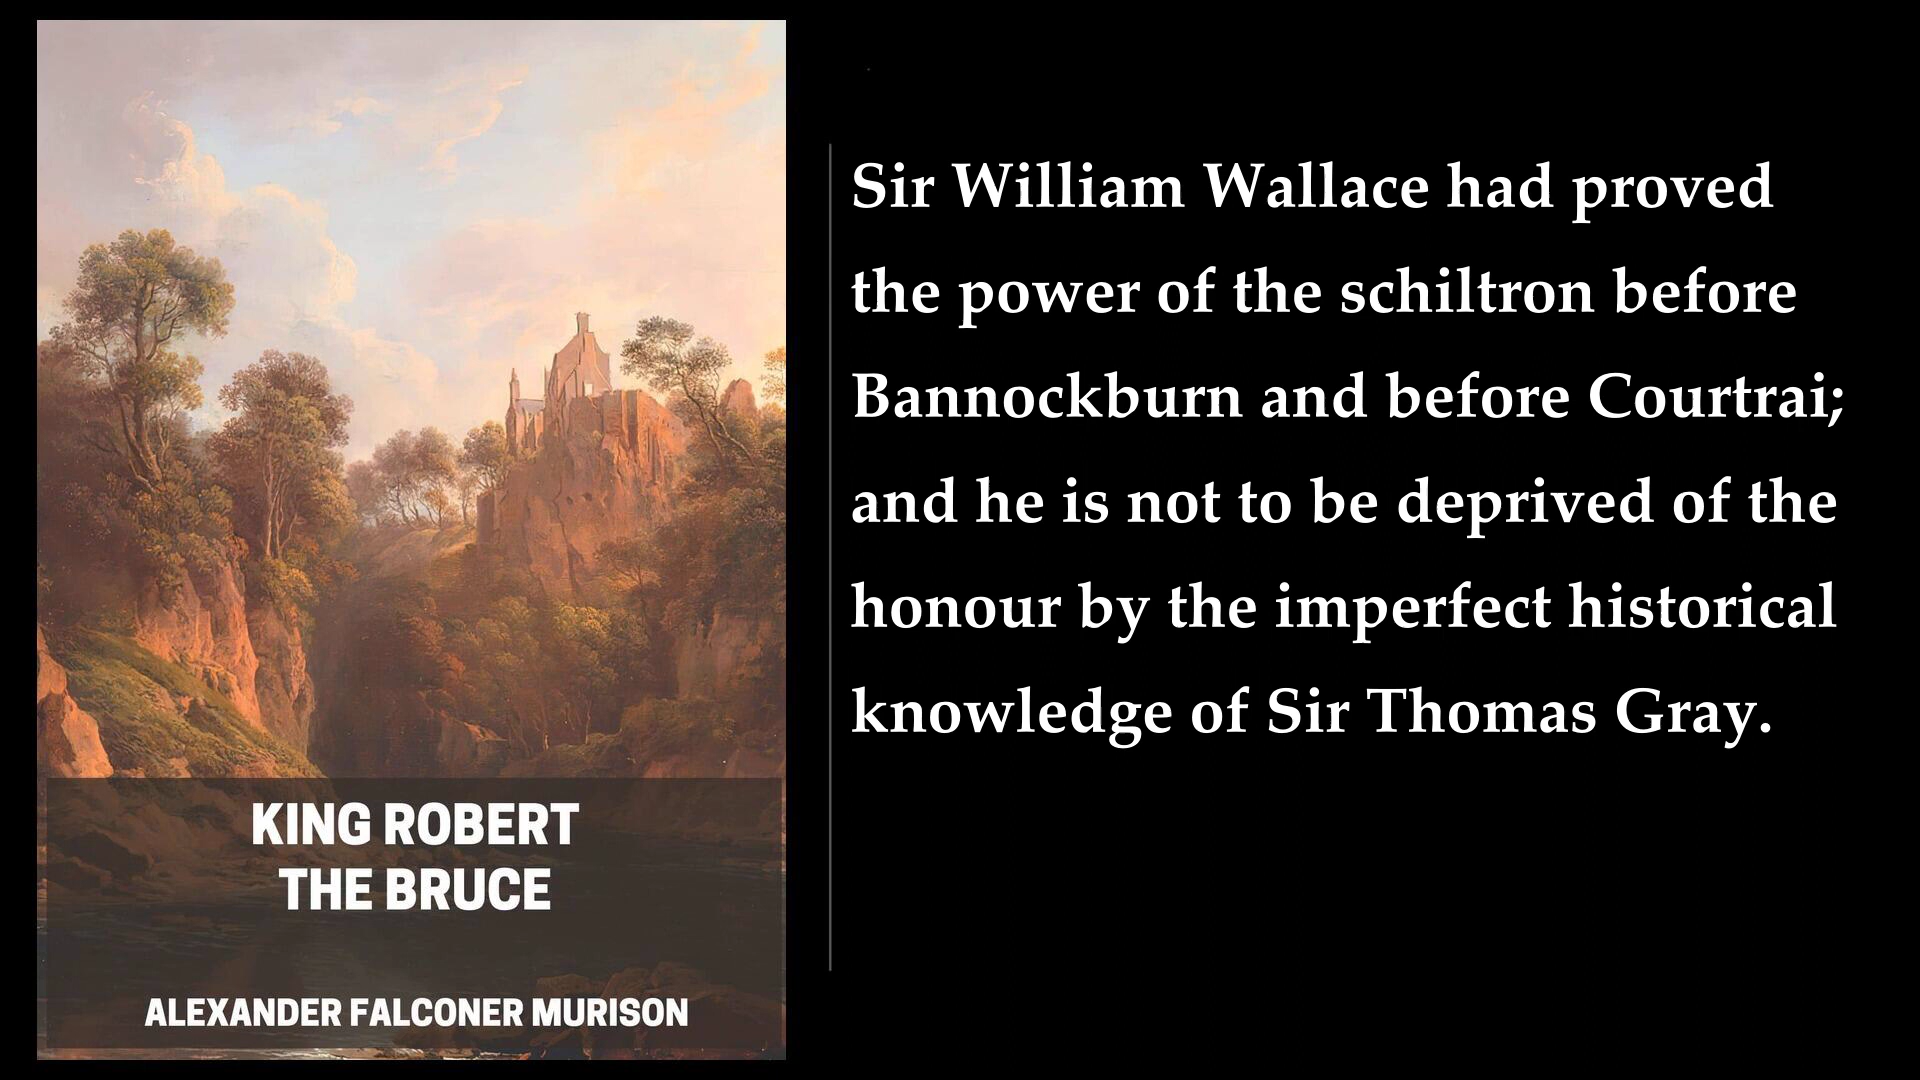 Sir William Wallace had proved
the power of the schiltron before
Bannockburn and before Courtrai;
and he is not to be deprived of the
honour by the imperfect historical
knowledge of Sir Thomas Gray.
KING ROBERT
THE BRUCE
ALEXANDER FALCONER MURISON